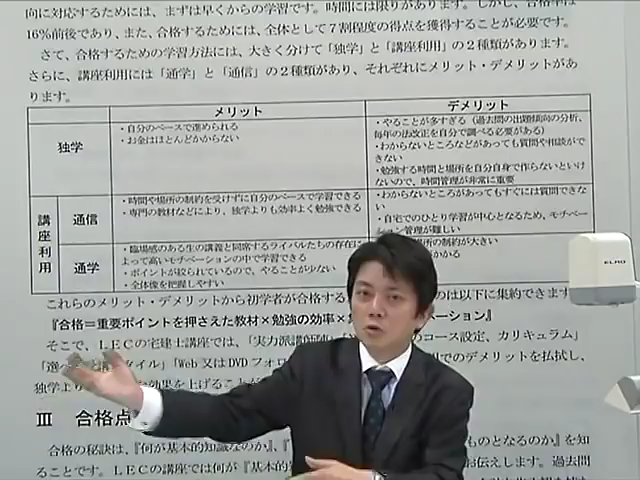 向に対応するためには、まずは早くからの学習です。時間には限りがあります。しかし、合格率は
16%前後であり、また、合格するためには、全体として7割程度の得点を獲得することが必要です。
さて、合格するための学習方法には、大きく分けて「独学」と「講座利用」の2種類があります。
さらに、講座利用には「通学」と「通信」の2種類があり、それぞれにメリット・デメリットがあ
ります。
メリット
デメリット
独学
・自分のペースで進められる
・お金はほとんどかからない
・やることが多すぎる（過去問の出題傾向の分析、
毎年の法改正を自分で調べる必要がある）
・わからないところなどがあっても質問や相談がで
きない
・勉強する時間と場所を自分自身で作らないといけ
ないので、時間管理が非常に重要
講座利用
通信
・時間や場所の制約を受けずに自分のペースで学習できる
・専門の教材などにより、独学よりも効率よく勉強できる
・わからないところがあってもすぐには質問できな
い
・自宅でのひとり学習が中心となるため、モチベー
ション管理が難しい
通学
・臨場感のある生の講義と同席するライバルたちの存在に
よって高いモチベーションの中で学習できる
・ポイントが絞られているので、やることが少ない
・全体像を把握しやすい
場所の制約が大きい
かかる
これらのメリット・デメリットから初学者が合格する
のは以下に集約できます
『合格＝重要ポイントを押さえた教材×勉強の効率×
ベーション』
そこで、LECの宅建士講座では、「実力派講師陣
のコース設定、カリキュラム」
イル」「Web又はDVDフォロ
でのデメリットを払拭し、
独学よ
効果を上げること
Ⅲ 合格点
合格の秘訣は、『何が基本的知識なのか』、『
ものとなるのか』を知
ることです。LECの講座では何が『基本的
お伝えします。過去問
ELMO